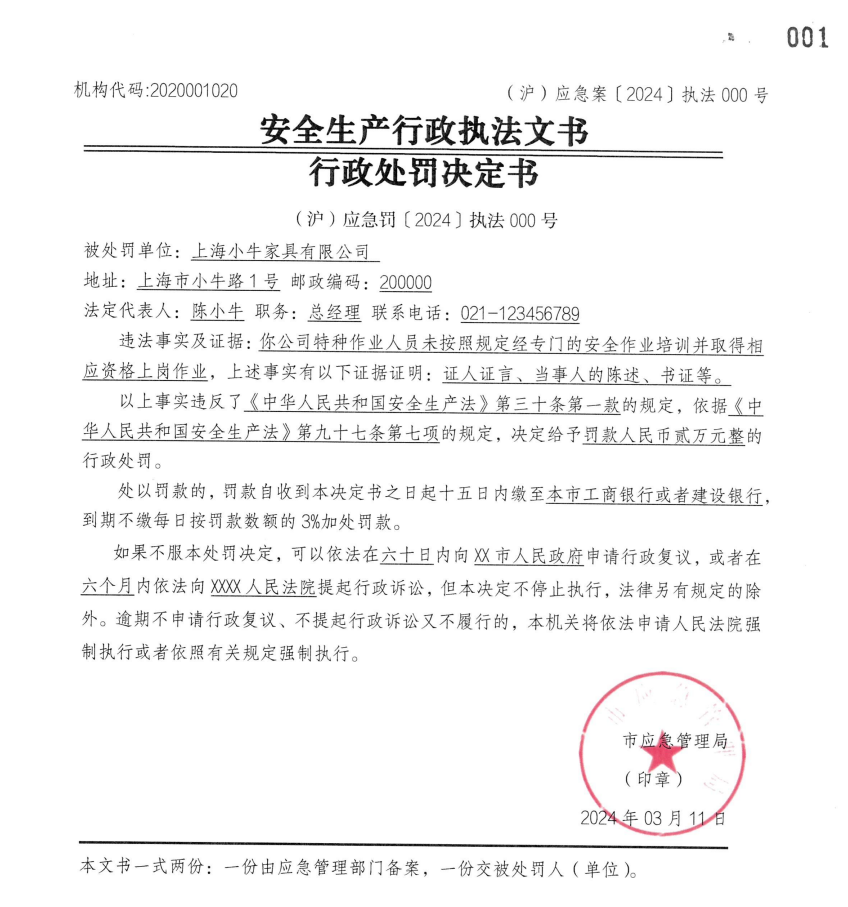 001
机构代码:2020001020
（沪）应急案〔2024〕执法 000 号
安全生产行政执法文书
行政处罚决定书
（沪）应急罚〔2024〕执法 000 号
被处罚单位：上海小牛家具有限公司
地址：上海市小牛路 1 号 邮政编码：200000
法定代表人：陈小牛 职务：总经理 联系电话：021-123456789
违法事实及证据：你公司特种作业人员未按照规定经专门的安全作业培训并取得相
应资格上岗作业，上述事实有以下证据证明：证人证言、当事人的陈述、书证等。
以上事实违反了《中华人民共和国安全生产法》第三十条第一款的规定，依据《中
华人民共和国安全生产法》第九十七条第七项的规定，决定给予罚款人民币贰万元整的
行政处罚。
处以罚款的，罚款自收到本决定书之日起十五日内缴至本市工商银行或者建设银行，
到期不缴每日按罚款数额的 3%加处罚款。
如果不服本处罚决定，可以依法在六十日内向 XX 市人民政府申请行政复议，或者在
六个月内依法向 XXXX 人民法院提起行政诉讼，但本决定不停止执行，法律另有规定的除
外。逾期不申请行政复议、不提起行政诉讼又不履行的，本机关将依法申请人民法院强
制执行或者依照有关规定强制执行。
市应急管理局
（印章）
2024 年 03 月 11 日
本文书一式两份：一份由应急管理部门备案，一份交被处罚人（单位）。